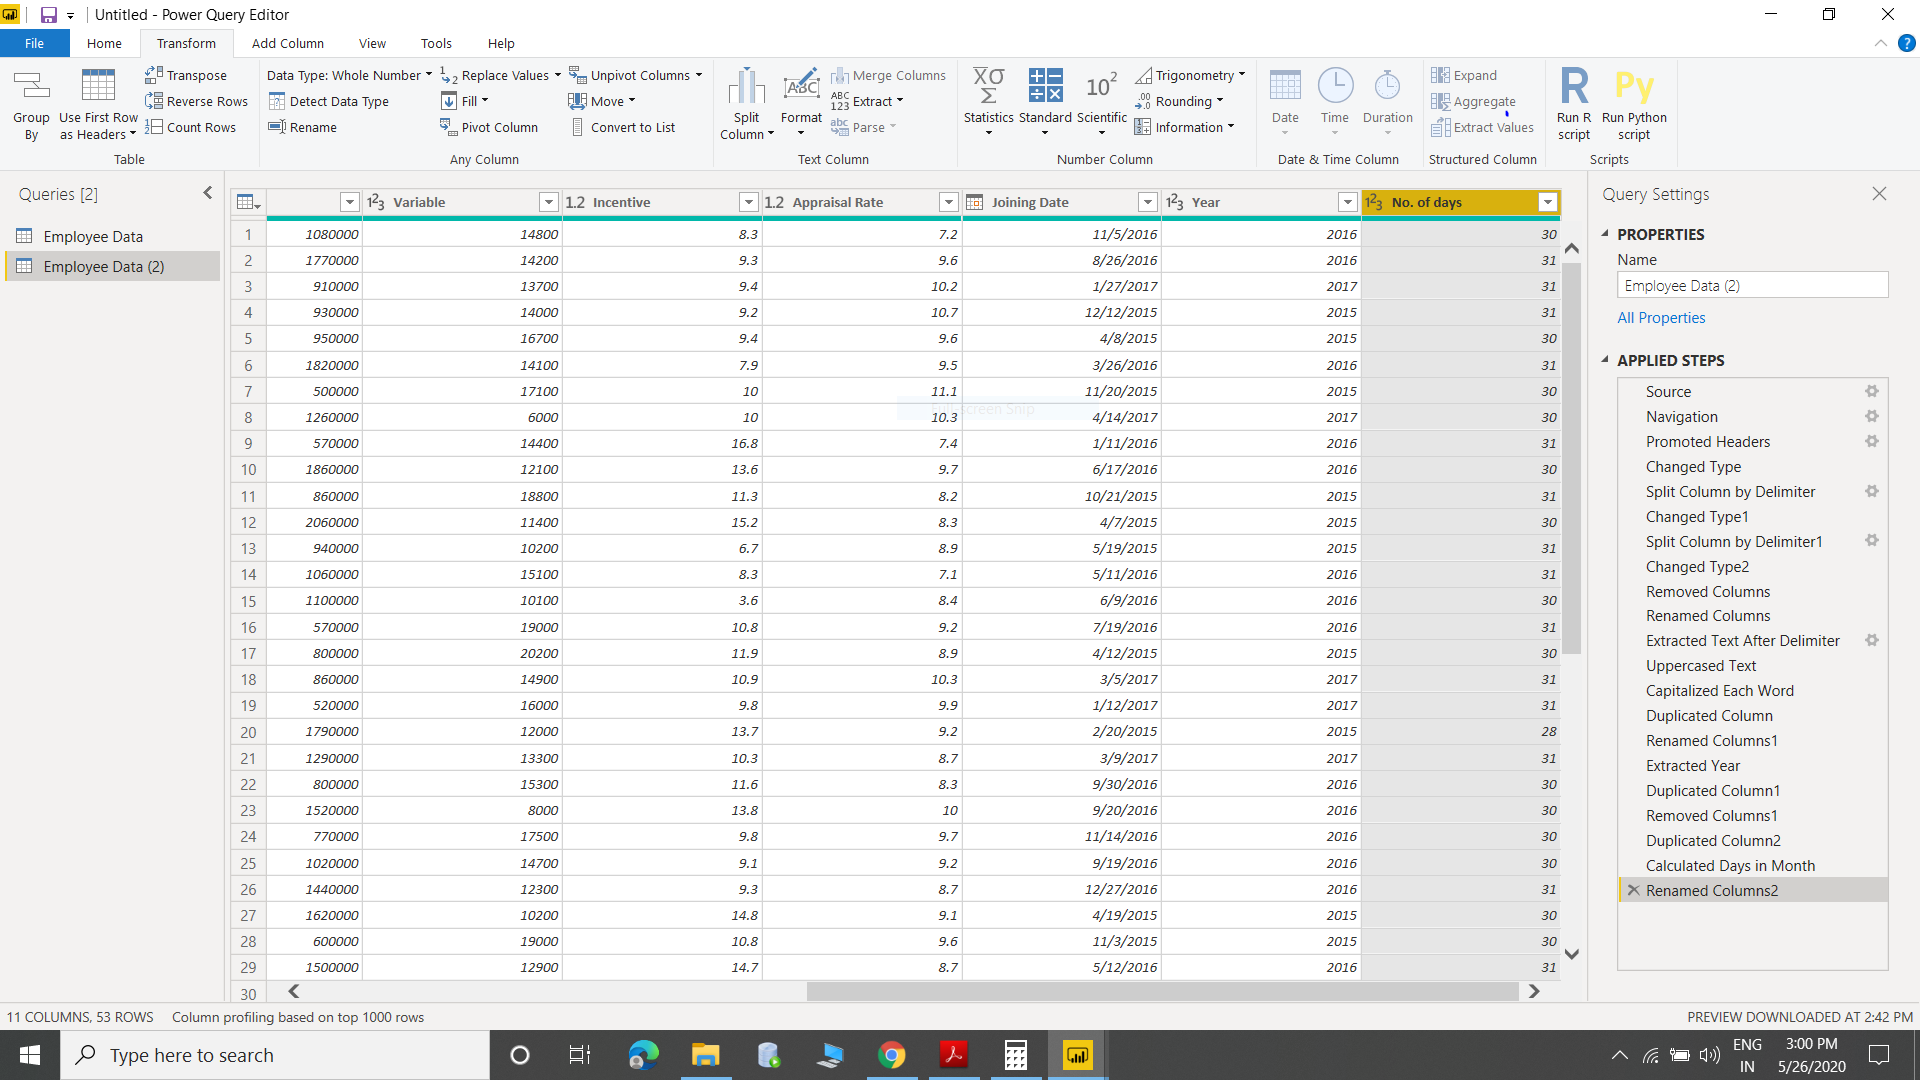 Untitled - Power Query Editor
File Home Transform Add Column View Tools Help
Group By
Use First Row as Headers
Transpose
Reverse Rows
Count Rows
Table
Data Type: Whole Number
Detect Data Type
Rename
Replace Values
Fill
Pivot Column
Unpivot Columns
Move
Convert to List
Any Column
Split Column
Format
Merge Columns
Extract
Parse
Text Column
Statistics
Standard
Scientific
Trigonometry
Rounding
Information
Number Column
Date
Time
Duration
Date & Time Column
Expand
Aggregate
Extract Values
Structured Column
Run R script
Run Python script
Scripts
Queries [2]
Employee Data
Employee Data (2)
Variable Incentive Appraisal Rate Joining Date Year No. of days
1 1080000 14800 8.3 7.2 11/5/2016 2016 30
2 1770000 14200 9.3 9.6 8/26/2016 2016 31
3 910000 13700 9.4 10.2 1/27/2017 2017 31
4 930000 14000 9.2 10.7 12/12/2015 2015 31
5 950000 16700 9.4 9.6 4/8/2015 2015 30
6 1820000 14100 7.9 9.5 3/26/2016 2016 31
7 500000 17100 10 11.1 11/20/2015 2015 30
8 1260000 6000 10 10.3 4/14/2017 2017 30
9 570000 14400 16.8 7.4 1/11/2016 2016 31
10 1860000 12100 13.6 9.7 6/17/2016 2016 30
11 860000 18800 11.3 8.2 10/21/2015 2015 31
12 2060000 11400 15.2 8.3 4/7/2015 2015 30
13 940000 10200 6.7 8.9 5/19/2015 2015 31
14 1060000 15100 8.3 7.1 5/11/2016 2016 31
15 1100000 10100 3.6 8.4 6/9/2016 2016 30
16 570000 19000 10.8 9.2 7/19/2016 2016 31
17 800000 20200 11.9 8.9 4/12/2015 2015 30
18 860000 14900 10.9 10.3 3/5/2017 2017 31
19 520000 16000 9.8 9.9 1/12/2017 2017 31
20 1790000 12000 13.7 9.2 2/20/2015 2015 28
21 1290000 13300 10.3 8.7 3/9/2017 2017 31
22 800000 15300 11.6 8.3 9/30/2016 2016 30
23 1520000 8000 13.8 10 9/20/2016 2016 30
24 770000 17500 9.8 9.7 11/14/2016 2016 30
25 1020000 14700 9.1 9.2 9/19/2016 2016 30
26 1440000 12300 9.3 8.7 12/27/2016 2016 31
27 1620000 10200 14.8 9.1 4/19/2015 2015 30
28 600000 19000 10.8 9.6 11/3/2015 2015 30
29 1500000 12900 14.7 8.7 5/12/2016 2016 31
30
Query Settings
PROPERTIES
Name
Employee Data (2)
All Properties
APPLIED STEPS
Source
Navigation
Promoted Headers
Changed Type
Split Column by Delimiter
Changed Type1
Split Column by Delimiter1
Changed Type2
Removed Columns
Renamed Columns
Extracted Text After Delimiter
Uppercased Text
Capitalized Each Word
Duplicated Column
Renamed Columns1
Extracted Year
Duplicated Column1
Removed Columns1
Duplicated Column2
Calculated Days in Month
Renamed Columns2
11 COLUMNS, 53 ROWS Column profiling based on top 1000 rows
PREVIEW DOWNLOADED AT 2:42 PM
Type here to search
ENG
IN
3:00 PM
5/26/2020